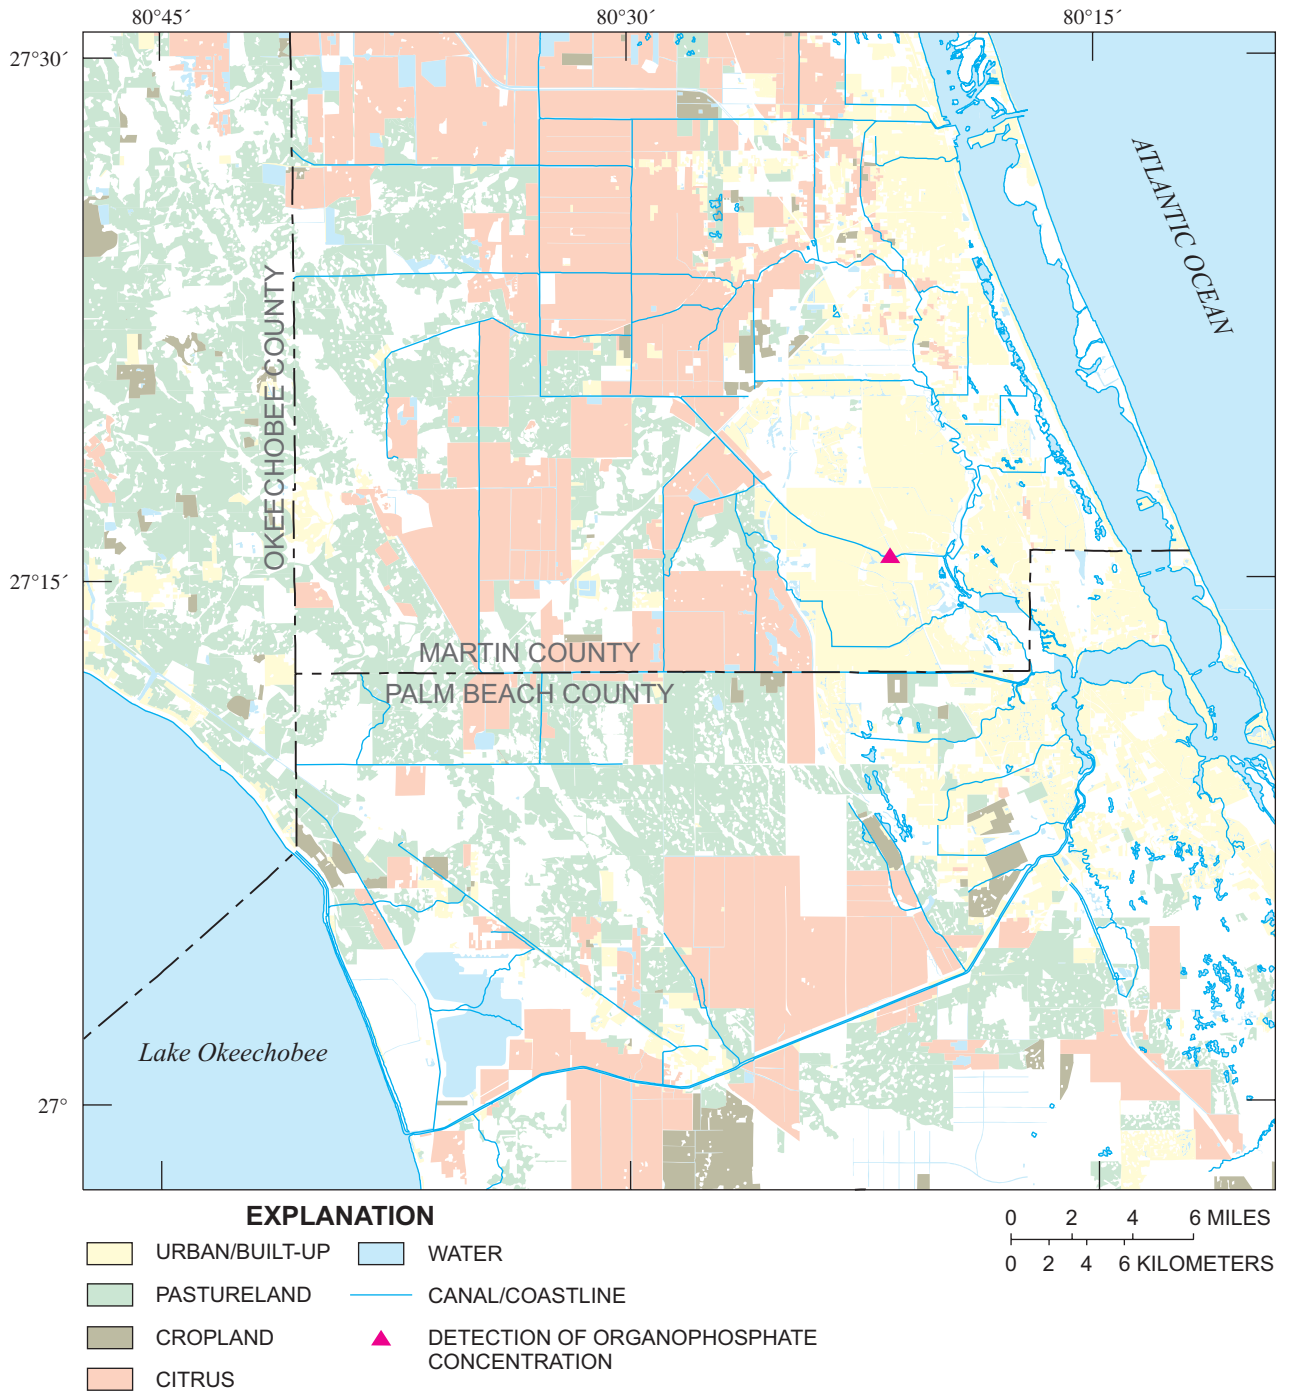 80°45´
80°30´
80°15´
27°30´
ATLANTIC OCEAN
OKEECHOBEE COUNTY
27°15´
MARTIN COUNTY
PALM BEACH COUNTY
Lake Okeechobee
27°
EXPLANATION
URBAN/BUILT-UP
PASTURELAND
CROPLAND
CITRUS
WATER
CANAL/COASTLINE
DETECTION OF ORGANOPHOSPHATE
CONCENTRATION
0 2 4 6 MILES
0 2 4 6 KILOMETERS